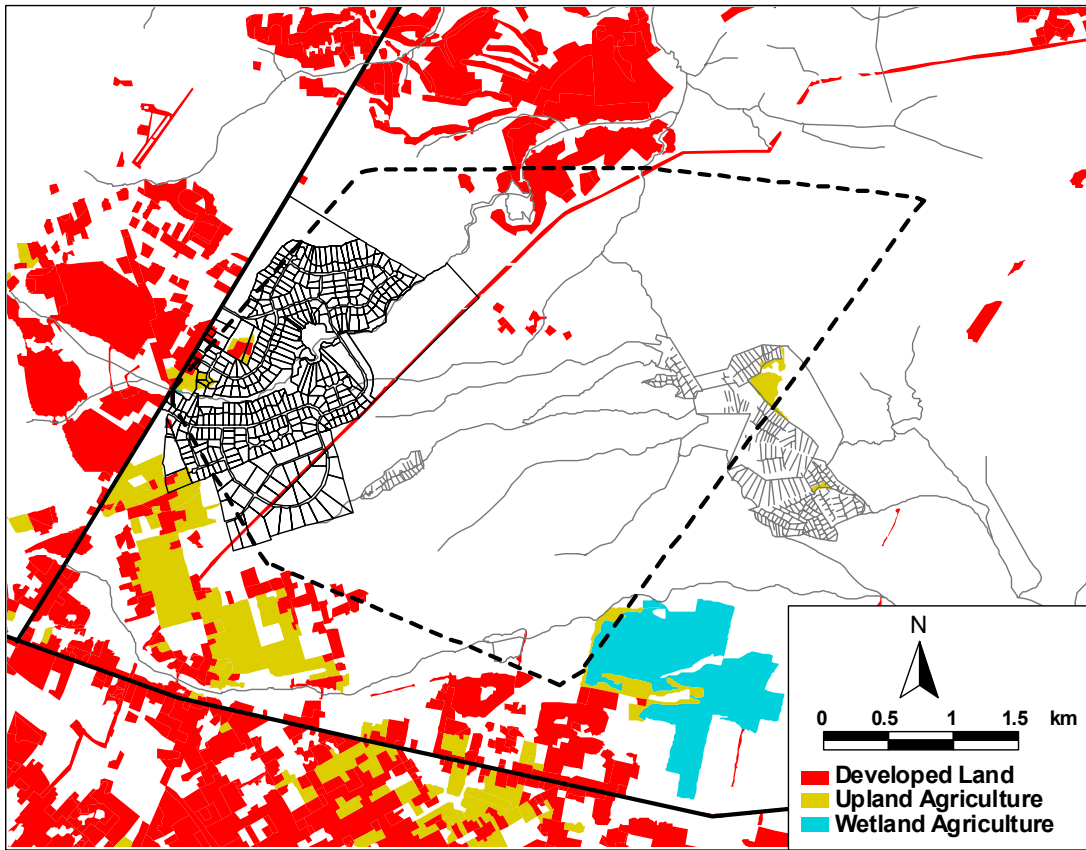 N
0 0.5 1 1.5 km
Developed Land
Upland Agriculture
Wetland Agriculture